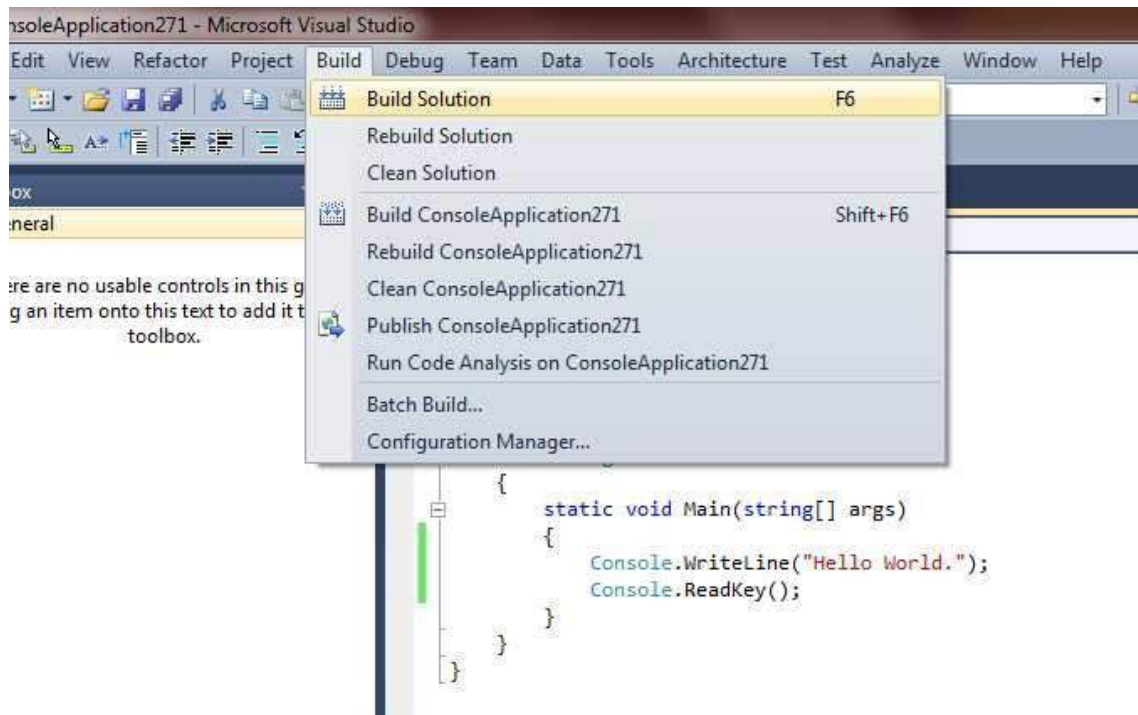 nsoleApplication271 - Microsoft Visual Studio
Edit View Refactor Project Build Debug Team Data Tools Architecture Test Analyze Window Help
Build Solution F6
Rebuild Solution
Clean Solution
ox
eneral
Build ConsoleApplication271 Shift+F6
Rebuild ConsoleApplication271
ere are no usable controls in this g
Clean ConsoleApplication271
g an item onto this text to add it t
toolbox.
Publish ConsoleApplication271
Run Code Analysis on ConsoleApplication271
Batch Build...
Configuration Manager...
{
static void Main(string[] args)
{
Console.WriteLine("Hello World.");
Console.ReadKey();
}
}
}